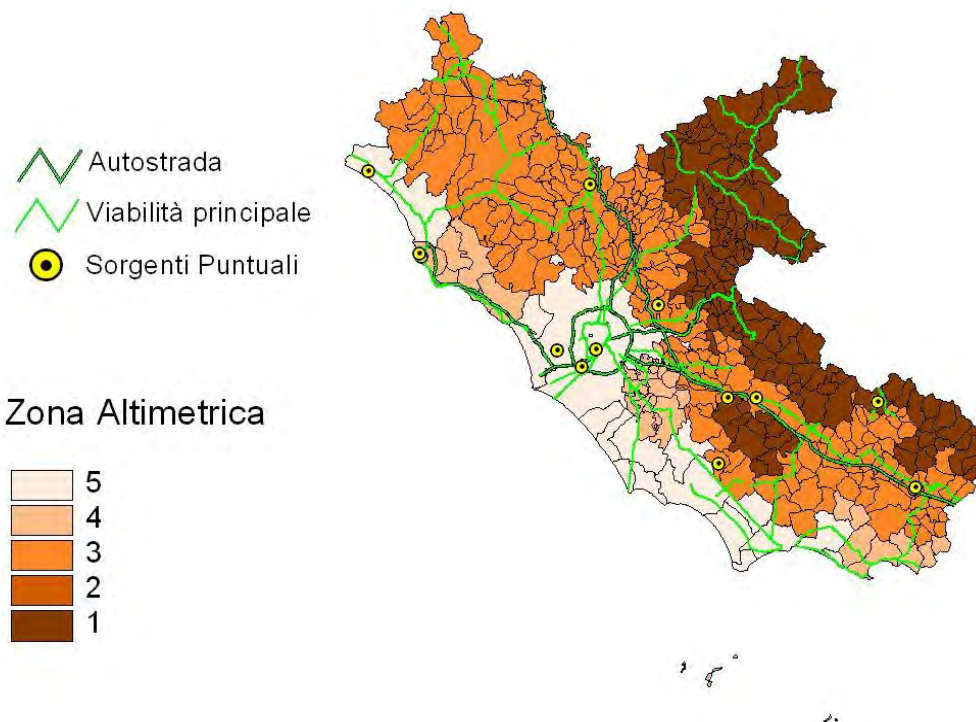 Autostrada
Viabilità principale
Sorgenti Puntuali
Zona Altimetrica
5
4
3
2
1